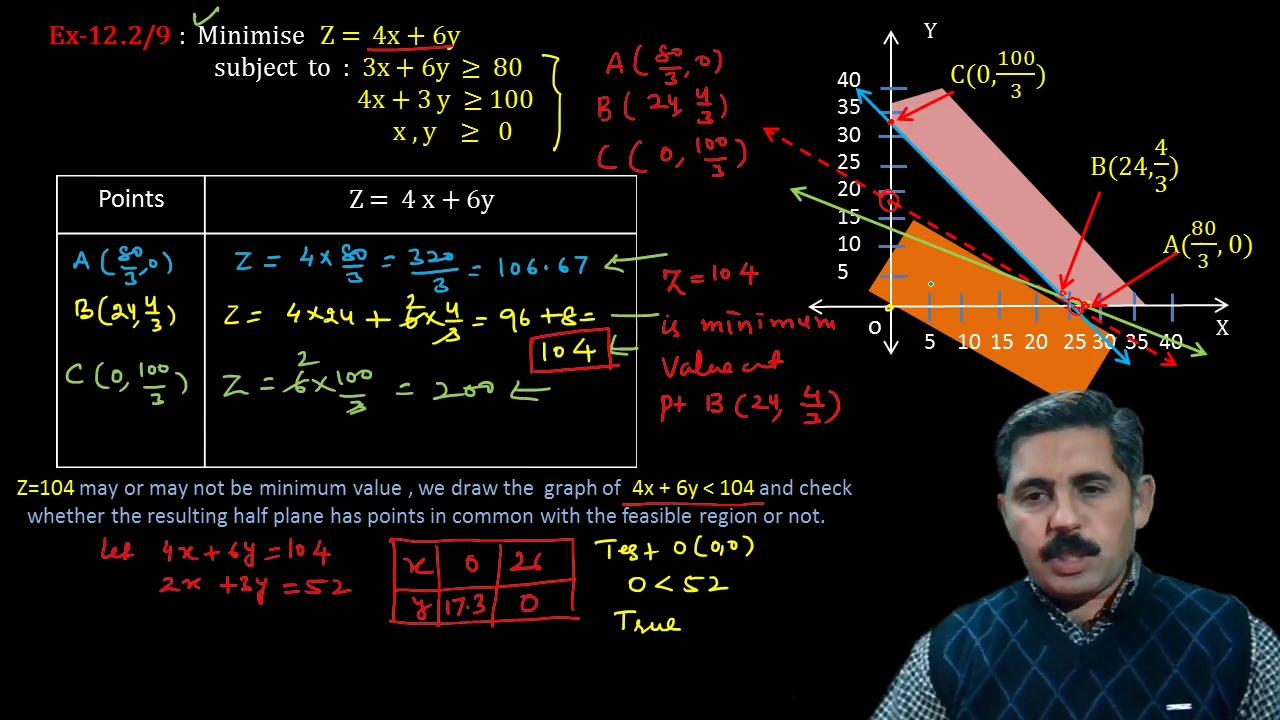 Ex-12.2/9 : Minimise Z = 4x + 6y
subject to : 3x + 6y ≥ 80
4x + 3 y ≥ 100
x , y ≥ 0
A ( 80/3, 0)
B ( 24, 4/3 )
C ( 0, 100/3 )
Points
Z = 4 x + 6y
A ( 80/3, 0)
Z = 4 × 80/3 = 320/3 = 106.67
B ( 24, 4/3 )
Z = 4×24 + 6 2 × 4/3 = 96 + 8 =
104
C ( 0, 100/3 )
Z = 6 2 × 100/3 = 200
Z = 104
is minimum
Value at
pt B ( 24, 4/3 )
Y
40
35
30
25
20
15
10
5
O
5 10 15 20 25 30 35 40
X
C(0, 100/3)
B(24, 4/3)
A(80/3, 0)
Z=104 may or may not be minimum value , we draw the graph of 4x + 6y < 104 and check
whether the resulting half plane has points in common with the feasible region or not.
Let 4x + 6y = 104
2x + 3y = 52
x 0 26
y 17.3 0
Test O ( 0, 0 )
0 < 52
True